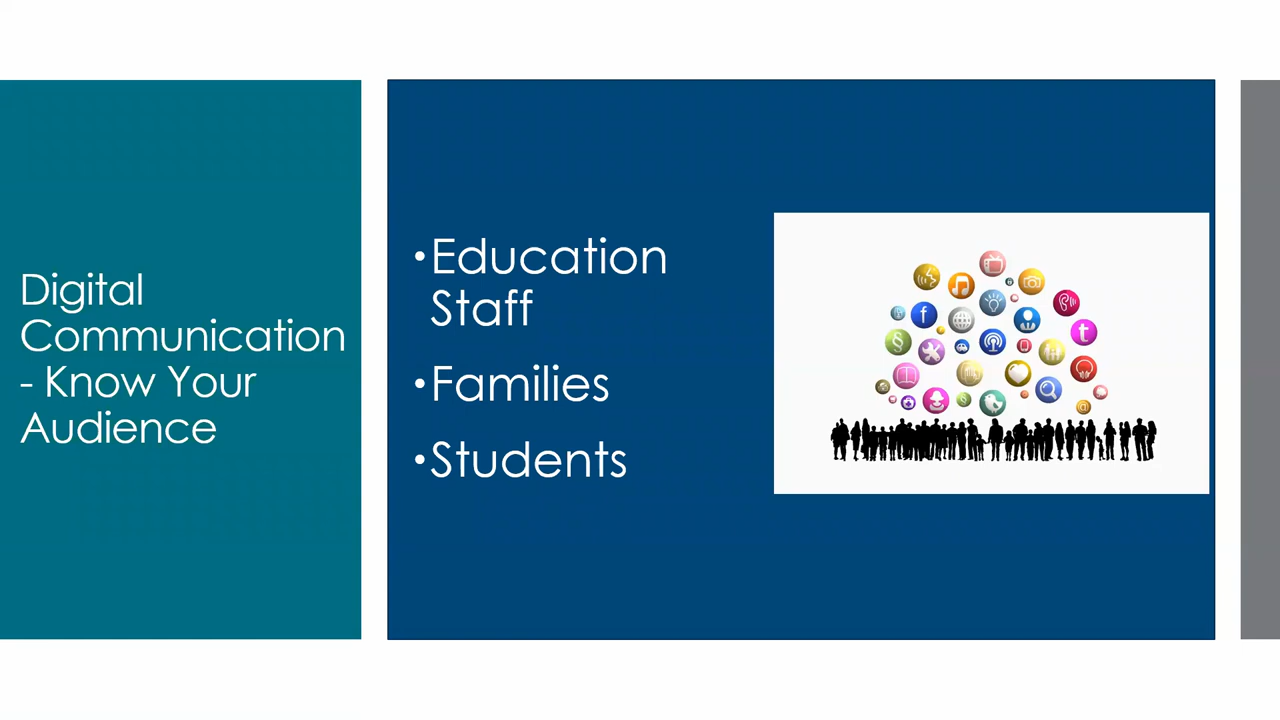 Digital
Communication
- Know Your
Audience
•Education
Staff
•Families
•Students